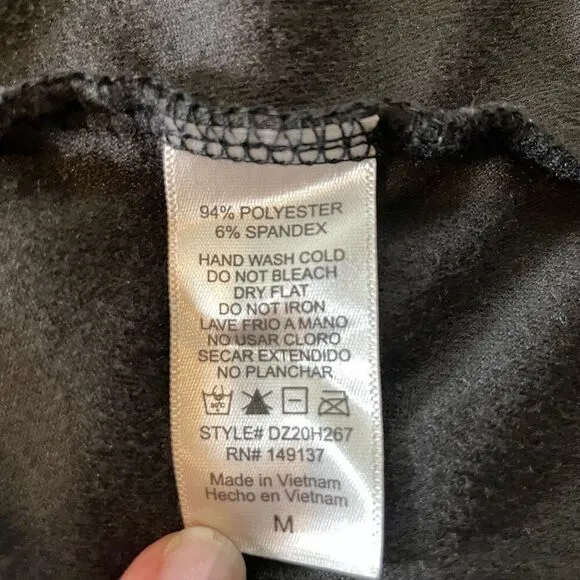 94% POLYESTER
6% SPANDEX
HAND WASH COLD
DO NOT BLEACH
DRY FLAT
DO NOT IRON
LAVE FRIO A MANO
NO USAR CLORO
SECAR EXTENDIDO
NO PLANCHAR
30°C
STYLE# DZ20H267
RN# 149137
Made in Vietnam
Hecho en Vietnam
M